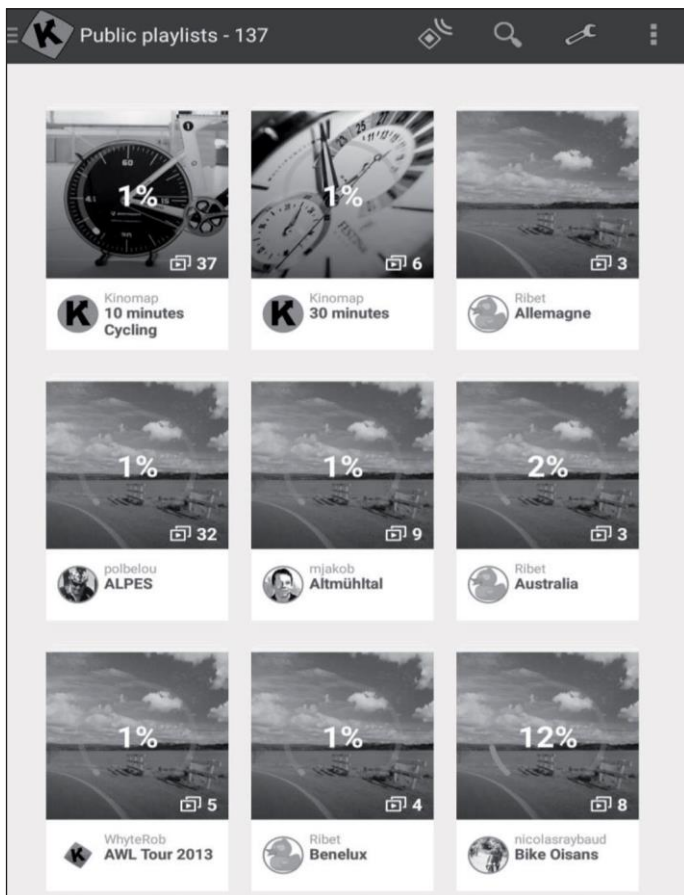 Public playlists - 137
1%
37
Kinomap
10 minutes
Cycling
1%
6
Kinomap
30 minutes
3
Ribet
Allemagne
1%
32
polbelou
ALPES
1%
9
mjakob
Altmühltal
2%
3
Ribet
Australia
1%
5
WhyteRob
AWL Tour 2013
1%
4
Ribet
Benelux
12%
8
nicolasraybaud
Bike Oisans